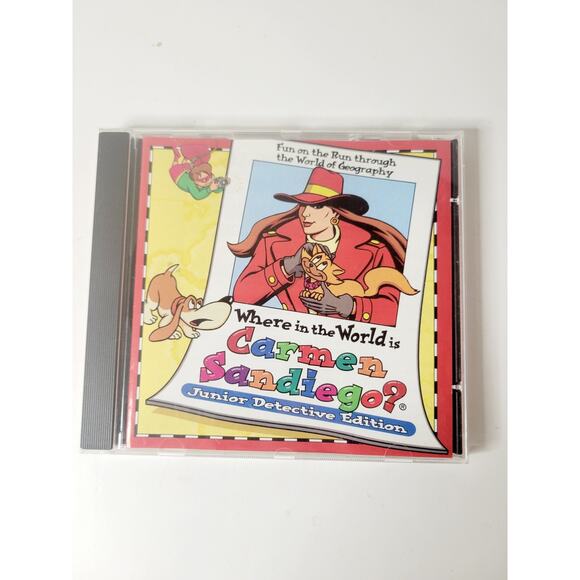 Fun on the Run through
the World of Geography
Where in the World is
Carmen
Sandiego?®
Junior Detective Edition